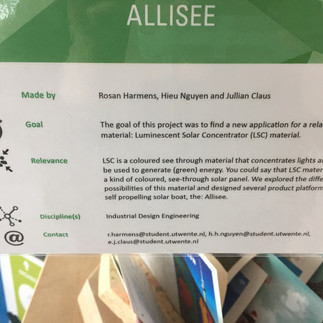 ALLISEE
Made by Rosan Harmens, Hieu Nguyen and Jullian Claus
Goal The goal of this project was to find a new application for a rela
material: Luminescent Solar Concentrator (LSC) material.
Relevance LSC is a coloured see through material that concentrates lights a
be used to generate (green) energy. You could say that LSC mater
a kind of coloured, see-through solar panel. We explored the diffe
possibilities of this material and designed several product platform
self propelling solar boat, the: Allisee.
Discipline(s) Industrial Design Engineering
Contact r.harmens@student.utwente.nl, h.h.nguyen@student.utwente.nl,
e.j.claus@student.utwente.nl